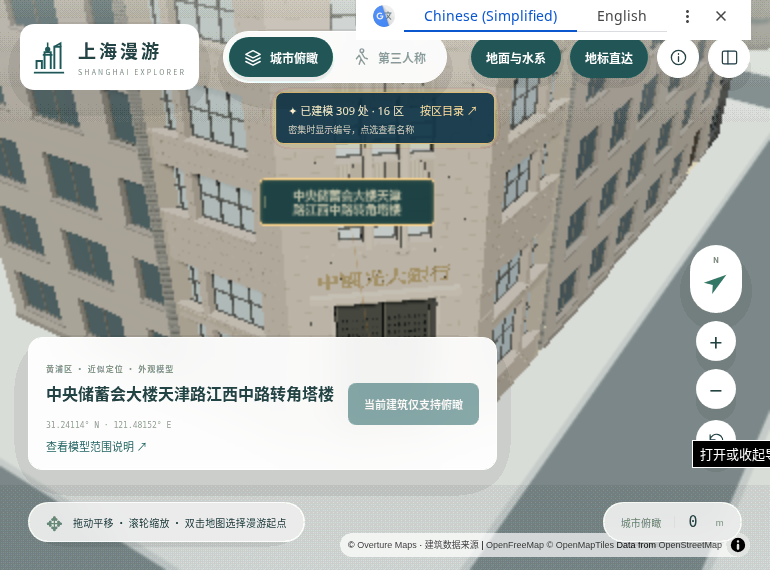 Chinese (Simplified)
English
上海漫游
SHANGHAI EXPLORER
城市俯瞰
第三人称
地面与水系
地标直达
✦ 已建模 309 处 · 16 区
按区目录 ↗
密集时显示编号，点选查看名称
中央储蓄会大楼天津
路江西中路转角塔楼
中國光大銀行
N
黄浦区 • 近似定位 • 外观模型
中央储蓄会大楼天津路江西中路转角塔楼
当前建筑仅支持俯瞰
31.24114° N · 121.48152° E
查看模型范围说明 ↗
打开或收起
拖动平移 • 滚轮缩放 • 双击地图选择漫游起点
城市俯瞰
0
m
© Overture Maps · 建筑数据来源 | OpenFreeMap © OpenMapTiles Data from OpenStreetMap